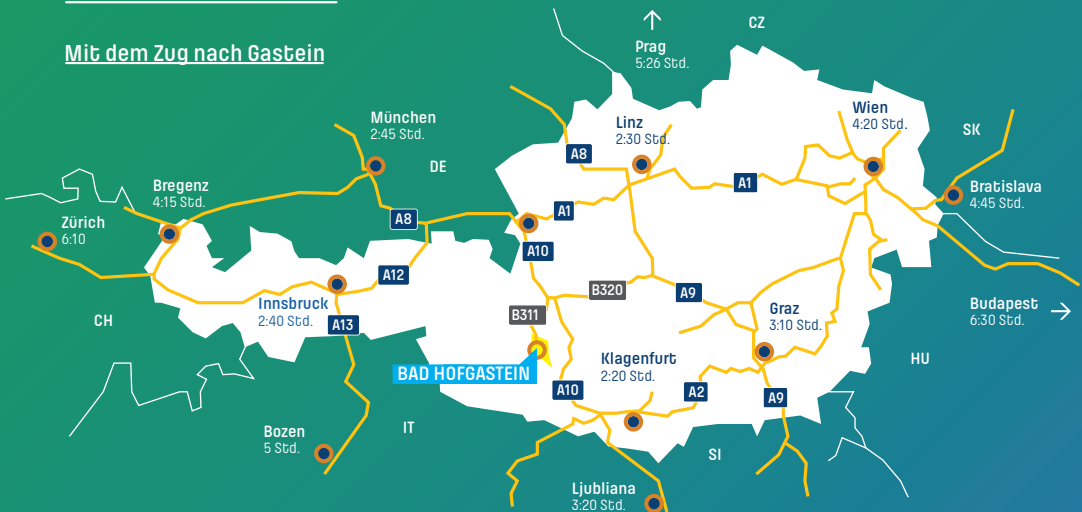 Mit dem Zug nach Gastein
CZ
Prag
5:26 Std.
München
2:45 Std.
DE
Linz
2:30 Std.
Wien
4:20 Std.
SK
A8
A1
Bregenz
4:15 Std.
Bratislava
4:45 Std.
Zürich
6:10
A8
A1
A10
A12
Innsbruck
2:40 Std.
A13
B320
A9
B311
Graz
3:10 Std.
Budapest
6:30 Std.
CH
BAD HOFGASTEIN
Klagenfurt
2:20 Std.
HU
A10
A2
A9
Bozen
5 Std.
IT
SI
Ljubliana
3:20 Std.